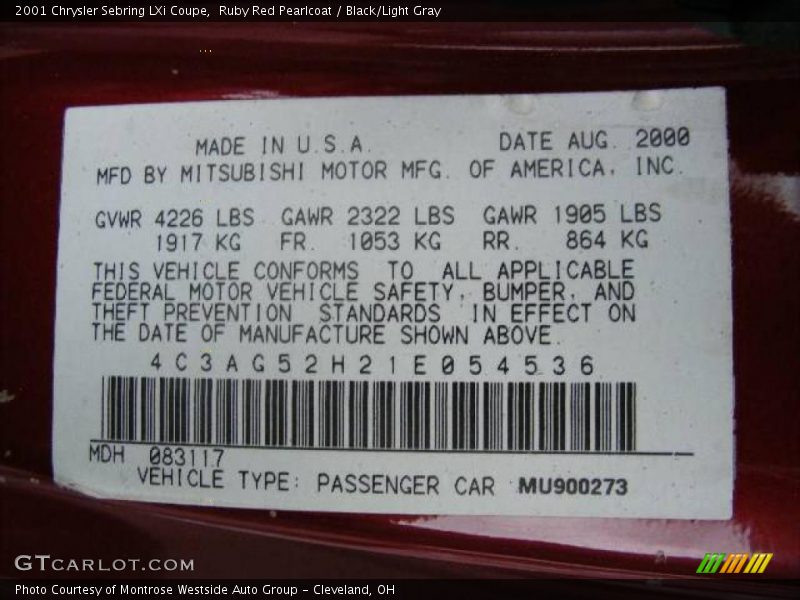 2001 Chrysler Sebring LXi Coupe,  Ruby Red Pearlcoat / Black/Light Gray
MADE IN U.S.A. DATE AUG. 2000
MFD BY MITSUBISHI MOTOR MFG. OF AMERICA, INC.
GVWR 4226 LBS GAWR 2322 LBS GAWR 1905 LBS
1917 KG FR. 1053 KG RR. 864 KG
THIS VEHICLE CONFORMS TO ALL APPLICABLE
FEDERAL MOTOR VEHICLE SAFETY, BUMPER, AND
THEFT PREVENTION STANDARDS IN EFFECT ON
THE DATE OF MANUFACTURE SHOWN ABOVE.
4C3AG52H21E054536
MDH 083117
VEHICLE TYPE: PASSENGER CAR MU900273
GTCARLOT.COM
Photo Courtesy of Montrose Westside Auto Group - Cleveland, OH